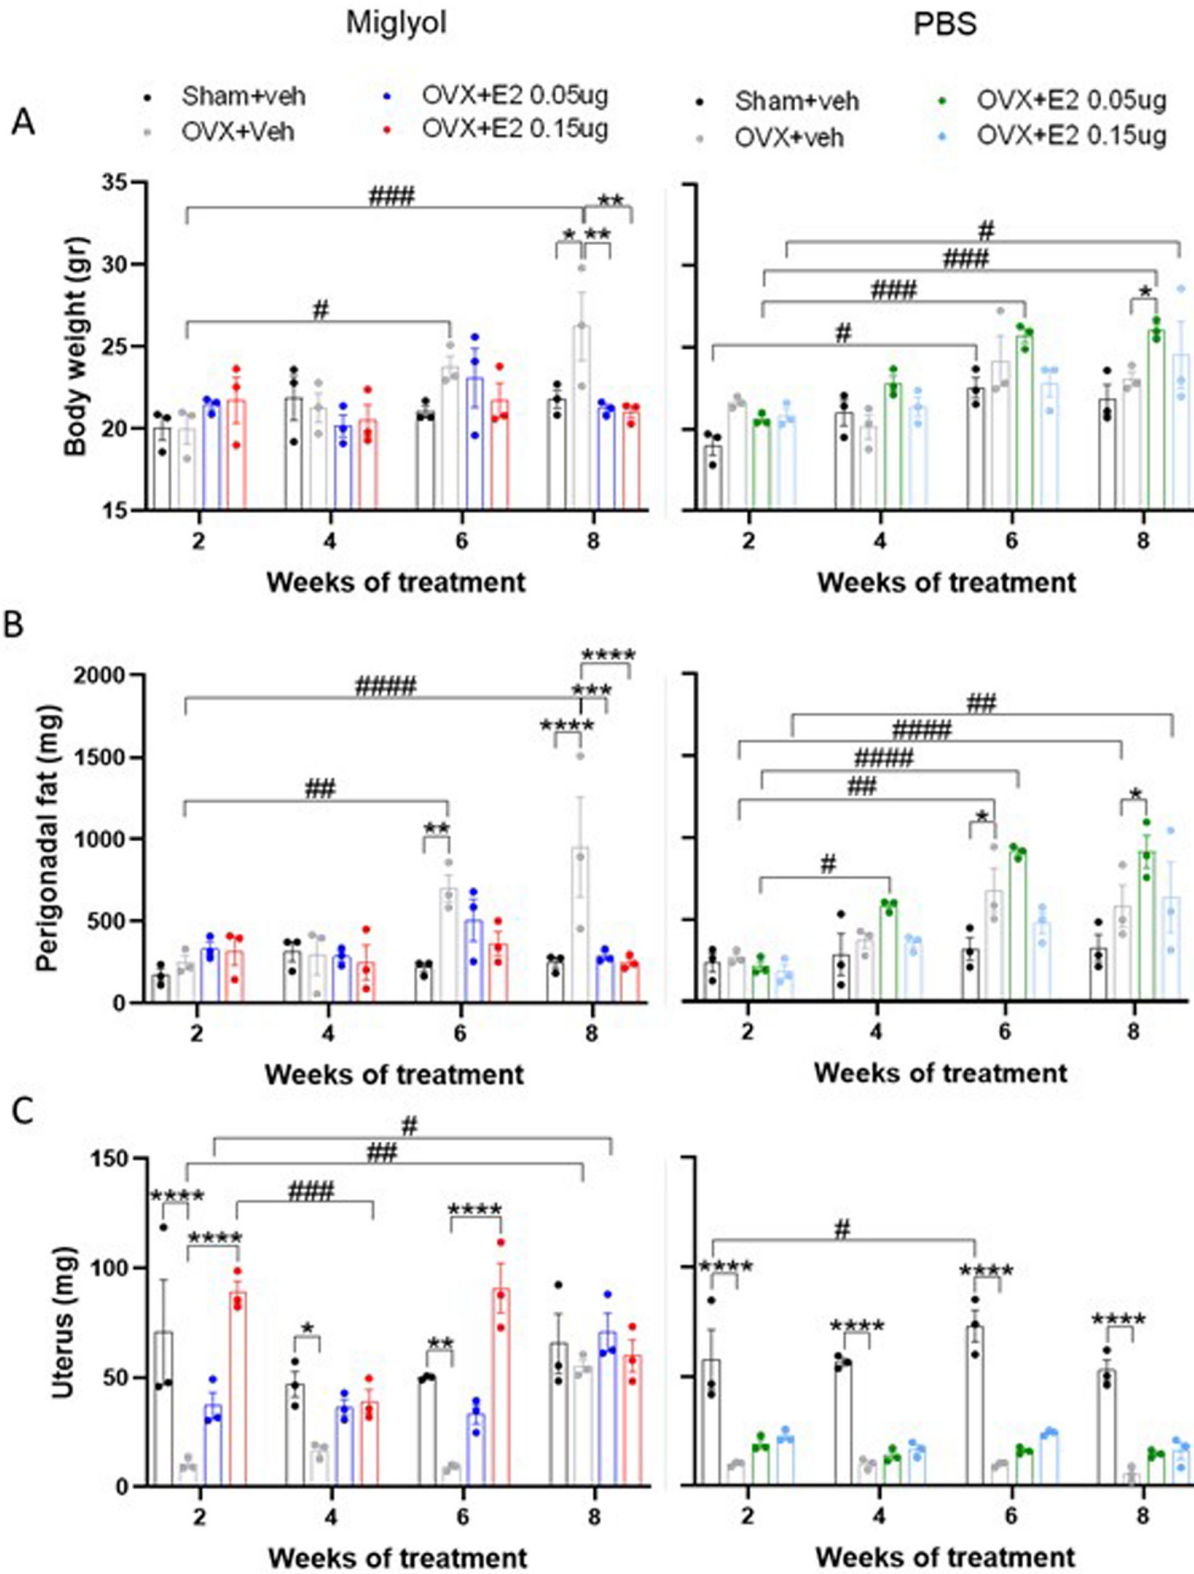 Miglyol PBS
Sham+veh OVX+E2 0.05ug Sham+veh OVX+E2 0.05ug
OVX+Veh OVX+E2 0.15ug OVX+veh OVX+E2 0.15ug
A
Body weight (gr)
35
30
25
20
15
### ** * ** #
# ### ### # *
2 4 6 8 2 4 6 8
Weeks of treatment Weeks of treatment
B
Perigonadal fat (mg)
2000
1500
1000
500
0
**** #### *** **** ## **
## #### #### ## * * #
2 4 6 8 2 4 6 8
Weeks of treatment Weeks of treatment
C
Uterus (mg)
150
100
50
0
# ## ### **** **** **** * **
# **** **** **** ****
2 4 6 8 2 4 6 8
Weeks of treatment Weeks of treatment